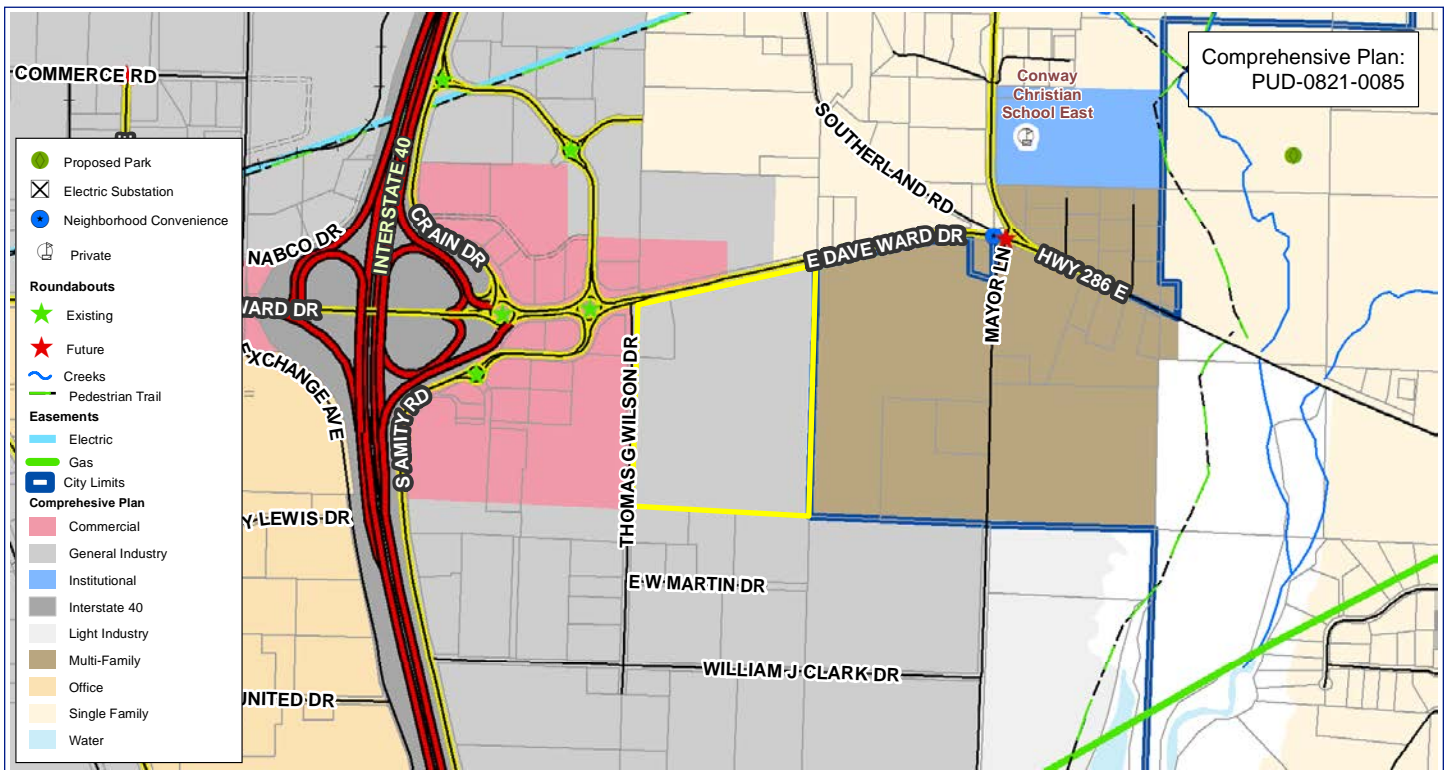 COMMERCE RD
Comprehensive Plan:
PUD-0821-0085
Conway
Christian
School East
SOUTHERLAND RD
INTERSTATE 40
NABCO DR
CRAIN DR
E DAVE WARD DR
HWY 286 E
MAYOR LN
WARD DR
EXCHANGE AVE
S AMITY RD
THOMAS G WILSON DR
Y LEWIS DR
E W MARTIN DR
WILLIAM J CLARK DR
UNITED DR
Proposed Park
Electric Substation
Neighborhood Convenience
Private
Roundabouts
Existing
Future
Creeks
Pedestrian Trail
Easements
Electric
Gas
City Limits
Comprehesive Plan
Commercial
General Industry
Institutional
Interstate 40
Light Industry
Multi-Family
Office
Single Family
Water